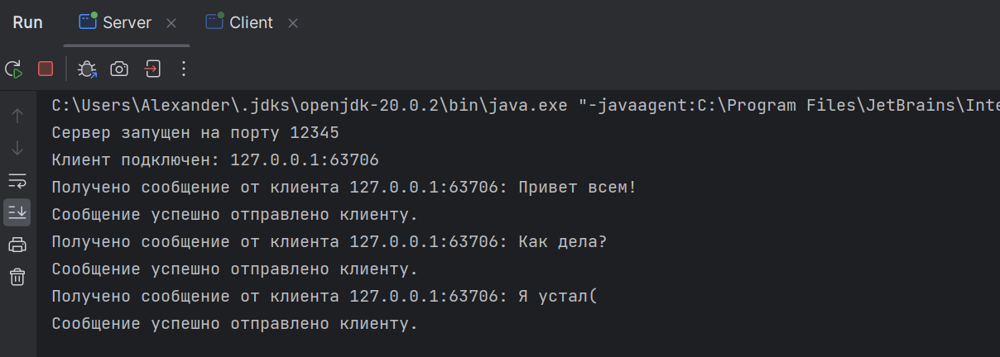 Run Server Client
C:\Users\Alexander\.jdks\openjdk-20.0.2\bin\java.exe "-javaagent:C:\Program Files\JetBrains\Inte
Сервер запущен на порту 12345
Клиент подключен: 127.0.0.1:63706
Получено сообщение от клиента 127.0.0.1:63706: Привет всем!
Сообщение успешно отправлено клиенту.
Получено сообщение от клиента 127.0.0.1:63706: Как дела?
Сообщение успешно отправлено клиенту.
Получено сообщение от клиента 127.0.0.1:63706: Я устал(
Сообщение успешно отправлено клиенту.